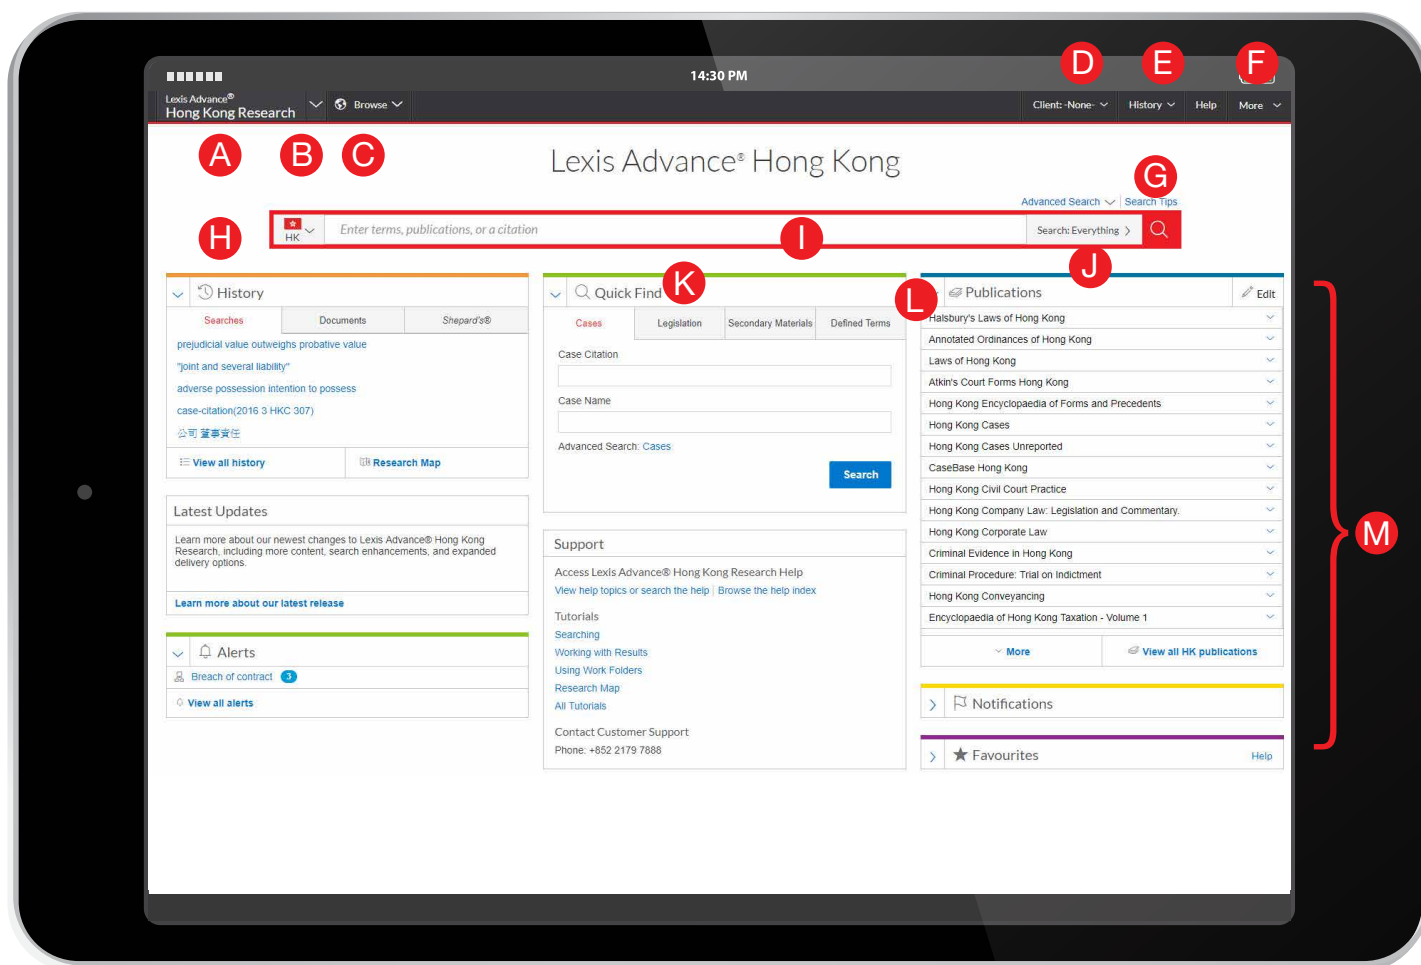 14:30 PM
D
E
F
Lexis Advance®
Hong Kong Research
Browse
Client: -None-
History
Help
More
A
B
C
Lexis Advance® Hong Kong
G
Advanced Search
Search Tips
H
HK
Enter terms, publications, or a citation
I
Search: Everything
J
History
Searches
Documents
Shepard's®
prejudicial value outweighs probative value
"joint and several liability"
adverse possession intention to possess
case-citation(2016 3 HKC 307)
公司 董事責任
View all history
Research Map
Latest Updates
Learn more about our newest changes to Lexis Advance® Hong Kong
Research, including more content, search enhancements, and expanded
delivery options.
Learn more about our latest release
Alerts
Breach of contract 3
View all alerts
K
Quick Find
Cases
Legislation
Secondary Materials
Defined Terms
Case Citation
Case Name
Advanced Search: Cases
Search
Support
Access Lexis Advance® Hong Kong Research Help
View help topics or search the help | Browse the help index
Tutorials
Searching
Working with Results
Using Work Folders
Research Map
All Tutorials
Contact Customer Support
Phone: +852 2179 7888
L
Publications
Edit
Halsbury's Laws of Hong Kong
Annotated Ordinances of Hong Kong
Laws of Hong Kong
Atkin's Court Forms Hong Kong
Hong Kong Encyclopaedia of Forms and Precedents
Hong Kong Cases
Hong Kong Cases Unreported
CaseBase Hong Kong
Hong Kong Civil Court Practice
Hong Kong Company Law: Legislation and Commentary.
Hong Kong Corporate Law
Criminal Evidence in Hong Kong
Criminal Procedure: Trial on Indictment
Hong Kong Conveyancing
Encyclopaedia of Hong Kong Taxation - Volume 1
More
View all HK publications
Notifications
Favourites
Help
M